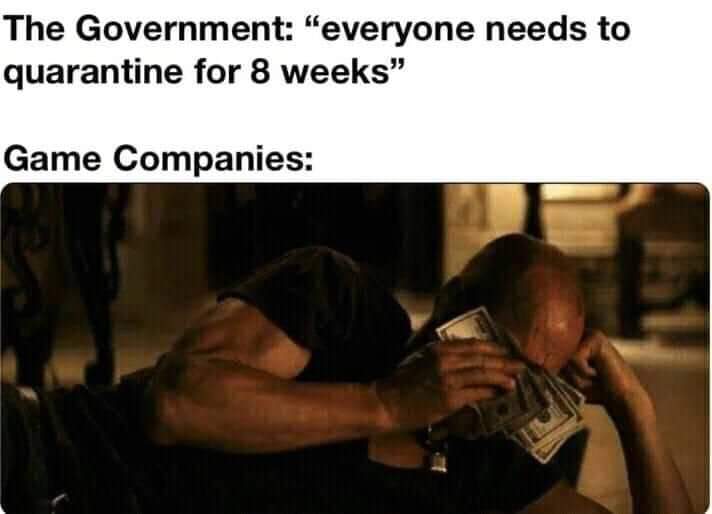 The Government: “everyone needs to
quarantine for 8 weeks”
Game Companies: